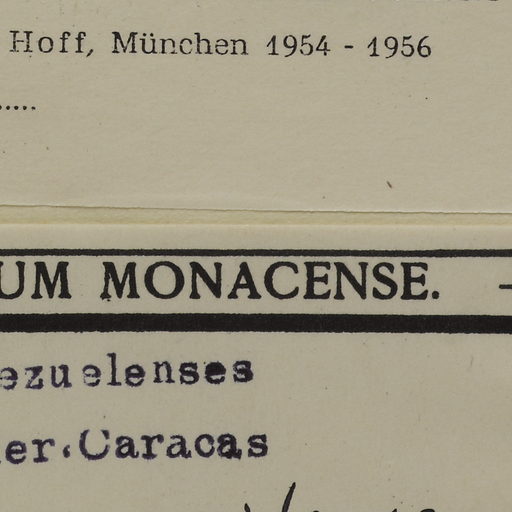 Hoff, München 1954 - 1956
.....
UM MONACENSE. -
ezuelenses
er. Caracas